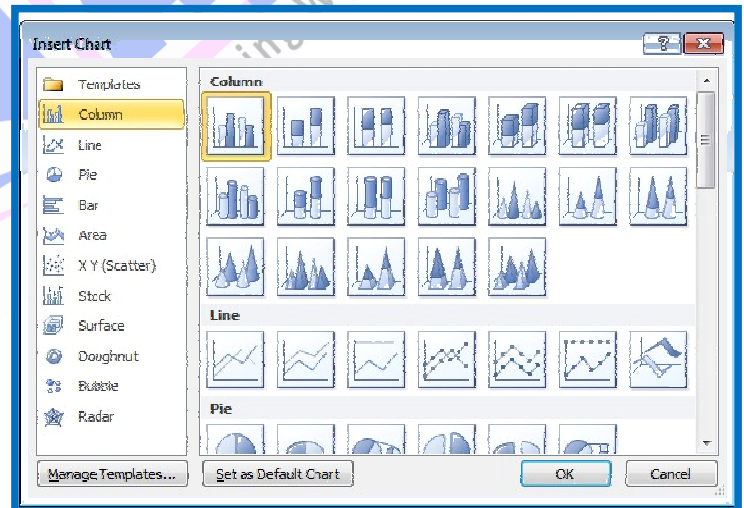 Insert Chart
Templates
Column
Line
Pie
Bar
Area
X Y (Scatter)
Stock
Surface
Doughnut
Bubble
Radar
Column
Line
Pie
Manage Templates...
Set as Default Chart
OK
Cancel